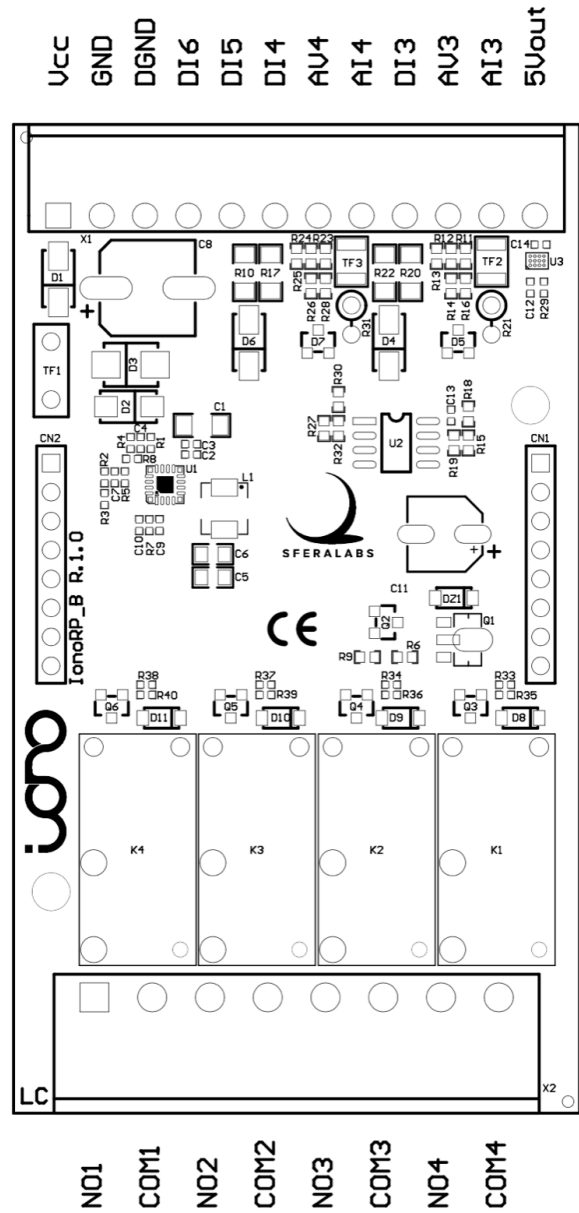 Vcc GND DGND DI6 DI5 DI4 AV4 AI4 DI3 AV3 AI3 5Vout
X1 C8 R24 R23 R12 R11 C14
D1 R10 R17 TF3 R22 R20 TF2 U3
R25 R13
+ R26 R28 R31 R14 R16 R21 C12 R29
D6 D7 D4 D5
TF1 D3
D2 R30
C4 C1 C13 R18
CN2 R4 R1 C3 R27 U2 R15 CN1
R8 C2 R32 R19
R2 U1 L1
C7 R5
R3
C10 R7 C9 SFERALABS + +
C6
C5
IonoRP_B R.1.0
C11 DZ1
CE Q2 Q1
R9 R6
R38 R37 R34 R33
R40 R39 R36 R35
Q6 D11 Q5 D10 Q4 D9 Q3 D8
iono
K4 K3 K2 K1
LC X2
NO1 COM1 NO2 COM2 NO3 COM3 NO4 COM4